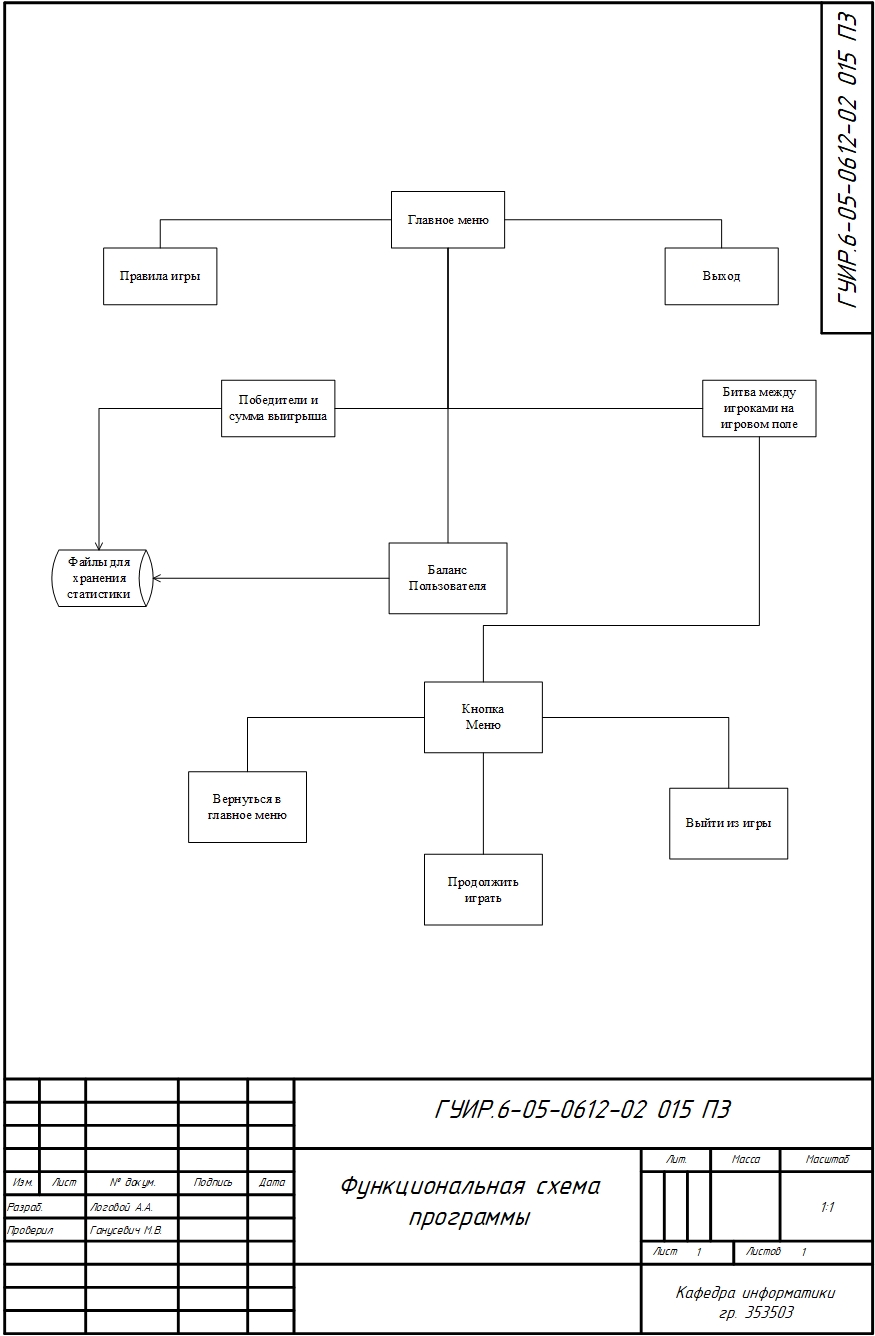 ГУИР.6-05-0612-02 015 ПЗ
Главное меню
Правила игры
Выход
Победители и
сумма выигрыша
Битва между
игроками на
игровом поле
Файлы для
хранения
статистики
Баланс
Пользователя
Кнопка
Меню
Вернуться в
главное меню
Выйти из игры
Продолжить
играть
ГУИР.6-05-0612-02 015 ПЗ
Лит. Масса Масштаб
Изм. Лист № докум. Подпись Дата
Функциональная схема
программы
Разраб. Логовой А.А.
1:1
Проверил Ганусевич М.В.
Лист 1 Листов 1
Кафедра информатики
гр. 353503